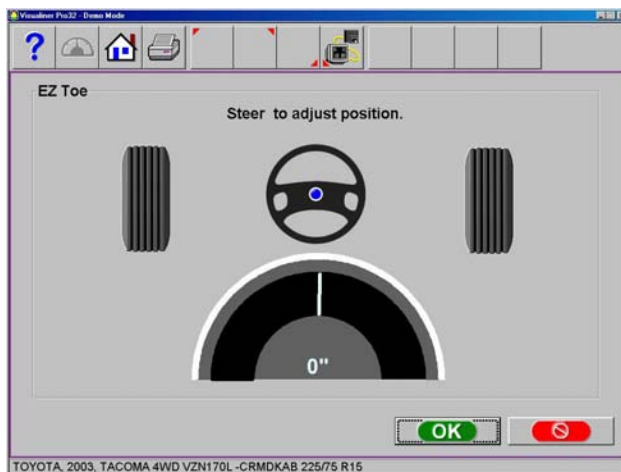 Visualiner Pro32 - Demo Mode
?
EZ Toe
Steer to adjust position.
0"
OK
TOYOTA, 2003, TACOMA 4WD VZN170L -CRMDKAB 225/75 R15